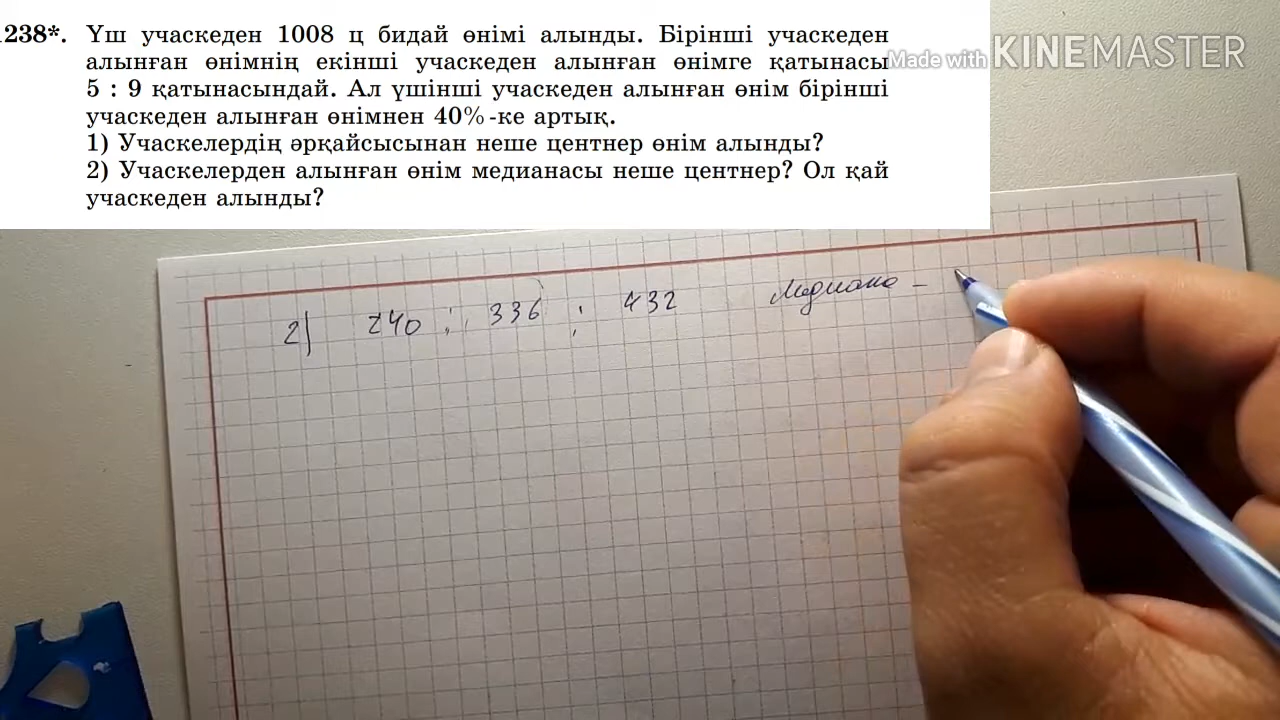 238*. Үш учаскеден 1008 ц бидай өнімі алынды. Бірінші учаскеден
алынған өнімнің екінші учаскеден алынған өнімге қатынасы
5 : 9 қатынасындай. Ал үшінші учаскеден алынған өнім бірінші
учаскеден алынған өнімнен 40%-ке артық.
1) Учаскелердің әрқайсысынан неше центнер өнім алынды?
2) Учаскелерден алынған өнім медианасы неше центнер? Ол қай
учаскеден алынды?
Made with KINEMASTER
2) 240 ; 336 ; 432 Медиана –